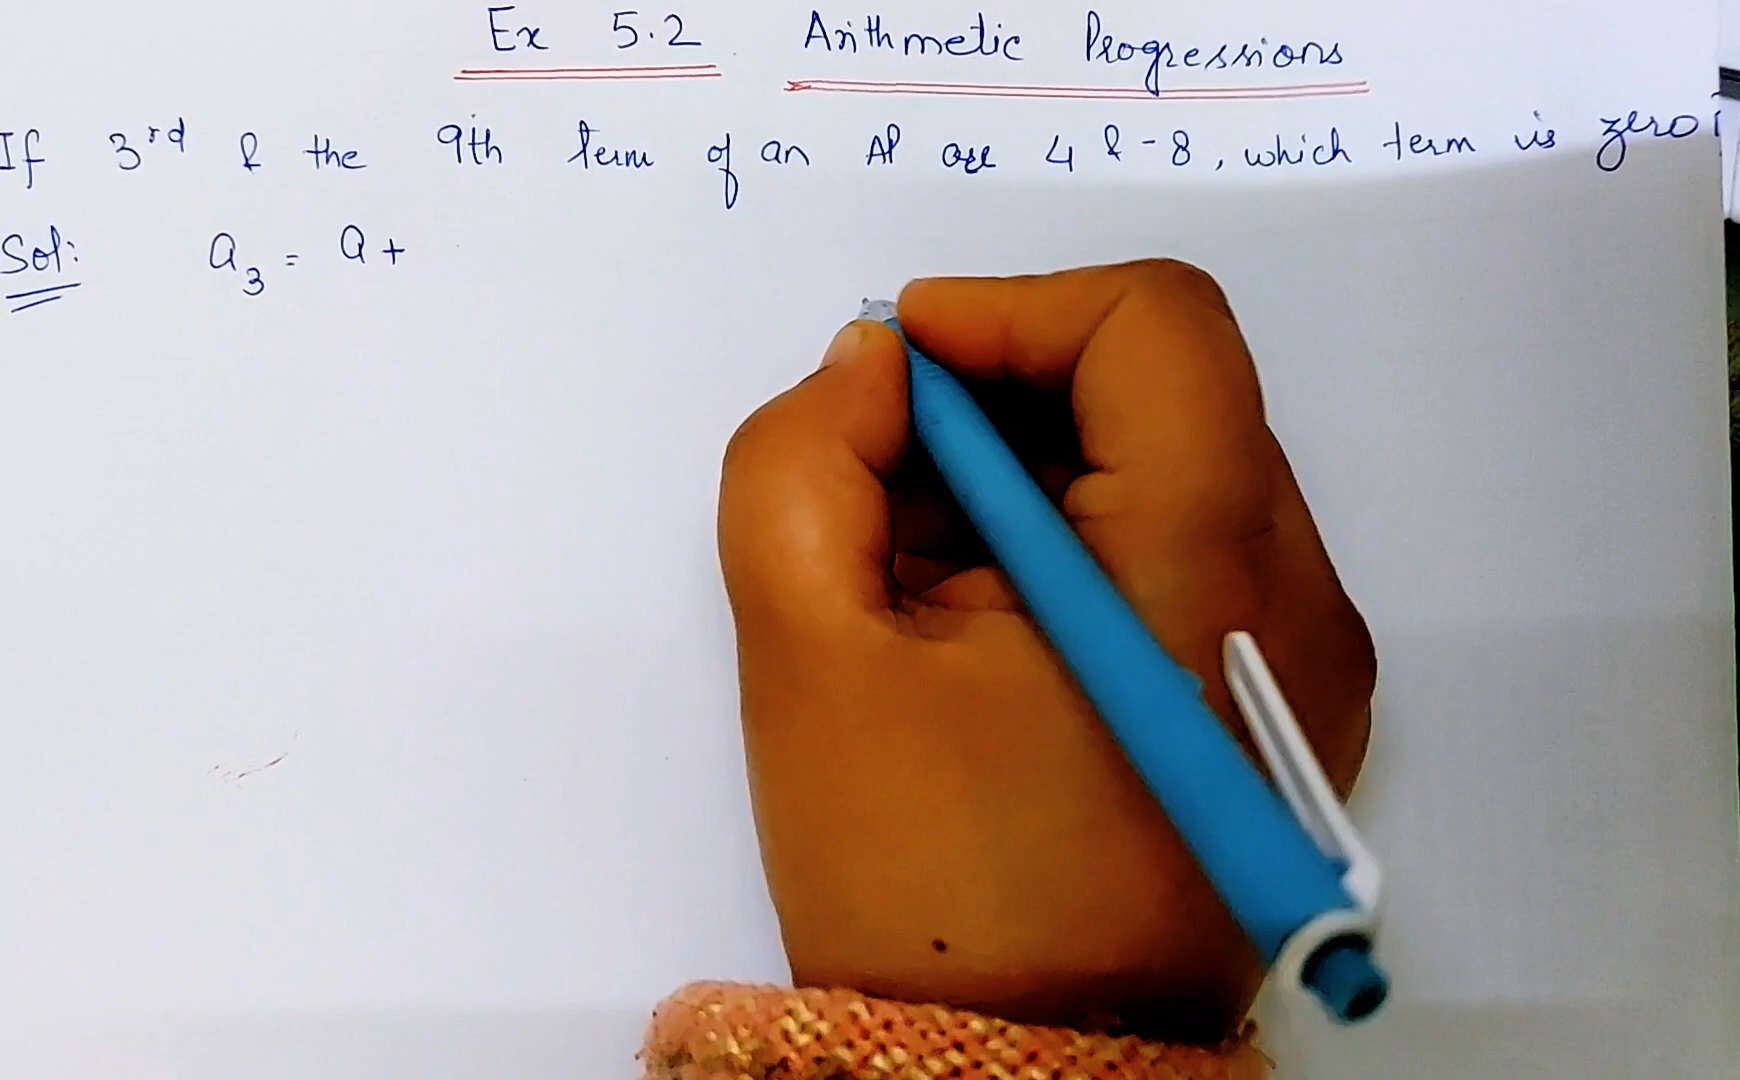 Ex 5.2 Arithmetic Progressions
If 3rd & the 9th term of an AP are 4 & -8, which term is zero?
Sol: a₃ = a +